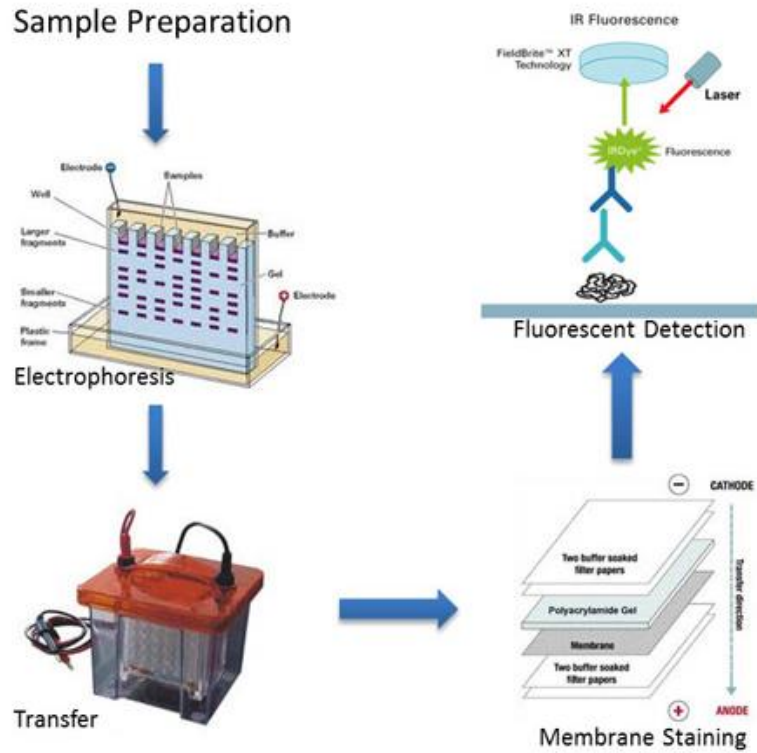 Sample Preparation
Electrode
Samples
Well
Buffer
Larger
fragments
Gel
Smaller
fragments
Electrode
Plastic
frame
Electrophoresis
Transfer
CATHODE
Two buffer soaked
filter papers
Transfer direction
Polyacrylamide Gel
Membrane
Two buffer soaked
filter papers
ANODE
Membrane Staining
IR Fluorescence
FieldBrite™ XT
Technology
Laser
IRDye®
Fluorescence
Fluorescent Detection